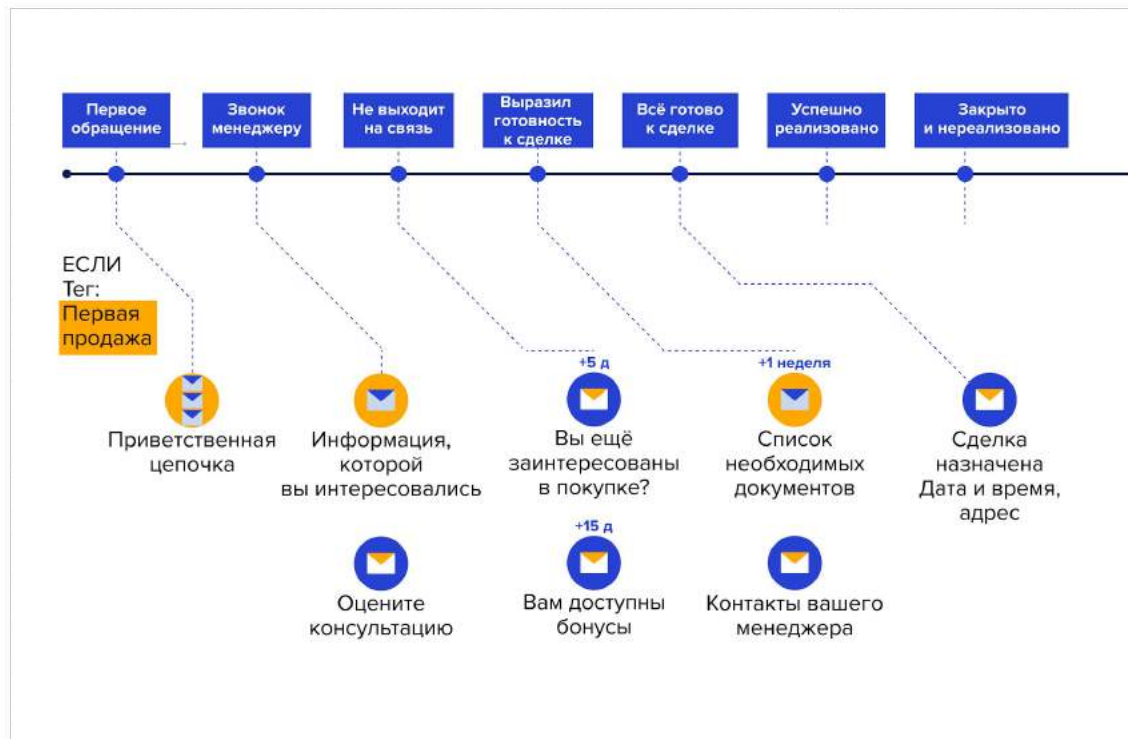 Первое
обращение
Звонок
менеджеру
Не выходит
на связь
Выразил
готовность
к сделке
Всё готово
к сделке
Успешно
реализовано
Закрыто
и нереализовано
ЕСЛИ
Тег:
Первая
продажа
Приветственная
цепочка
Информация,
которой
вы интересовались
+5 д
Вы ещё
заинтересованы
в покупке?
+1 неделя
Список
необходимых
документов
Сделка
назначена
Дата и время,
адрес
Оцените
консультацию
+15 д
Вам доступны
бонусы
Контакты вашего
менеджера